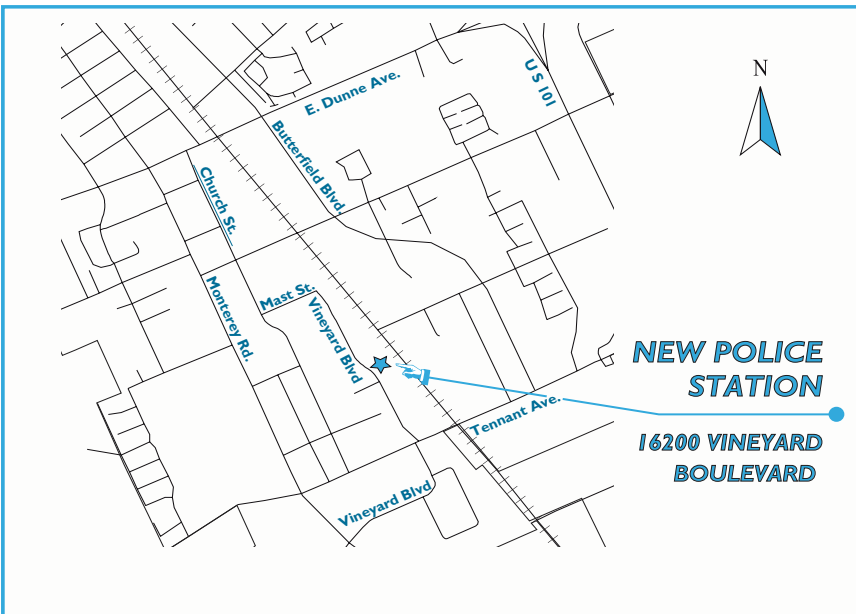 N
E. Dunne Ave.
U S 101
Butterfield Blvd.
Church St.
Mast St.
Monterey Rd.
Vineyard Blvd
NEW POLICE
STATION
Tennant Ave.
16200 VINEYARD
BOULEVARD
Vineyard Blvd